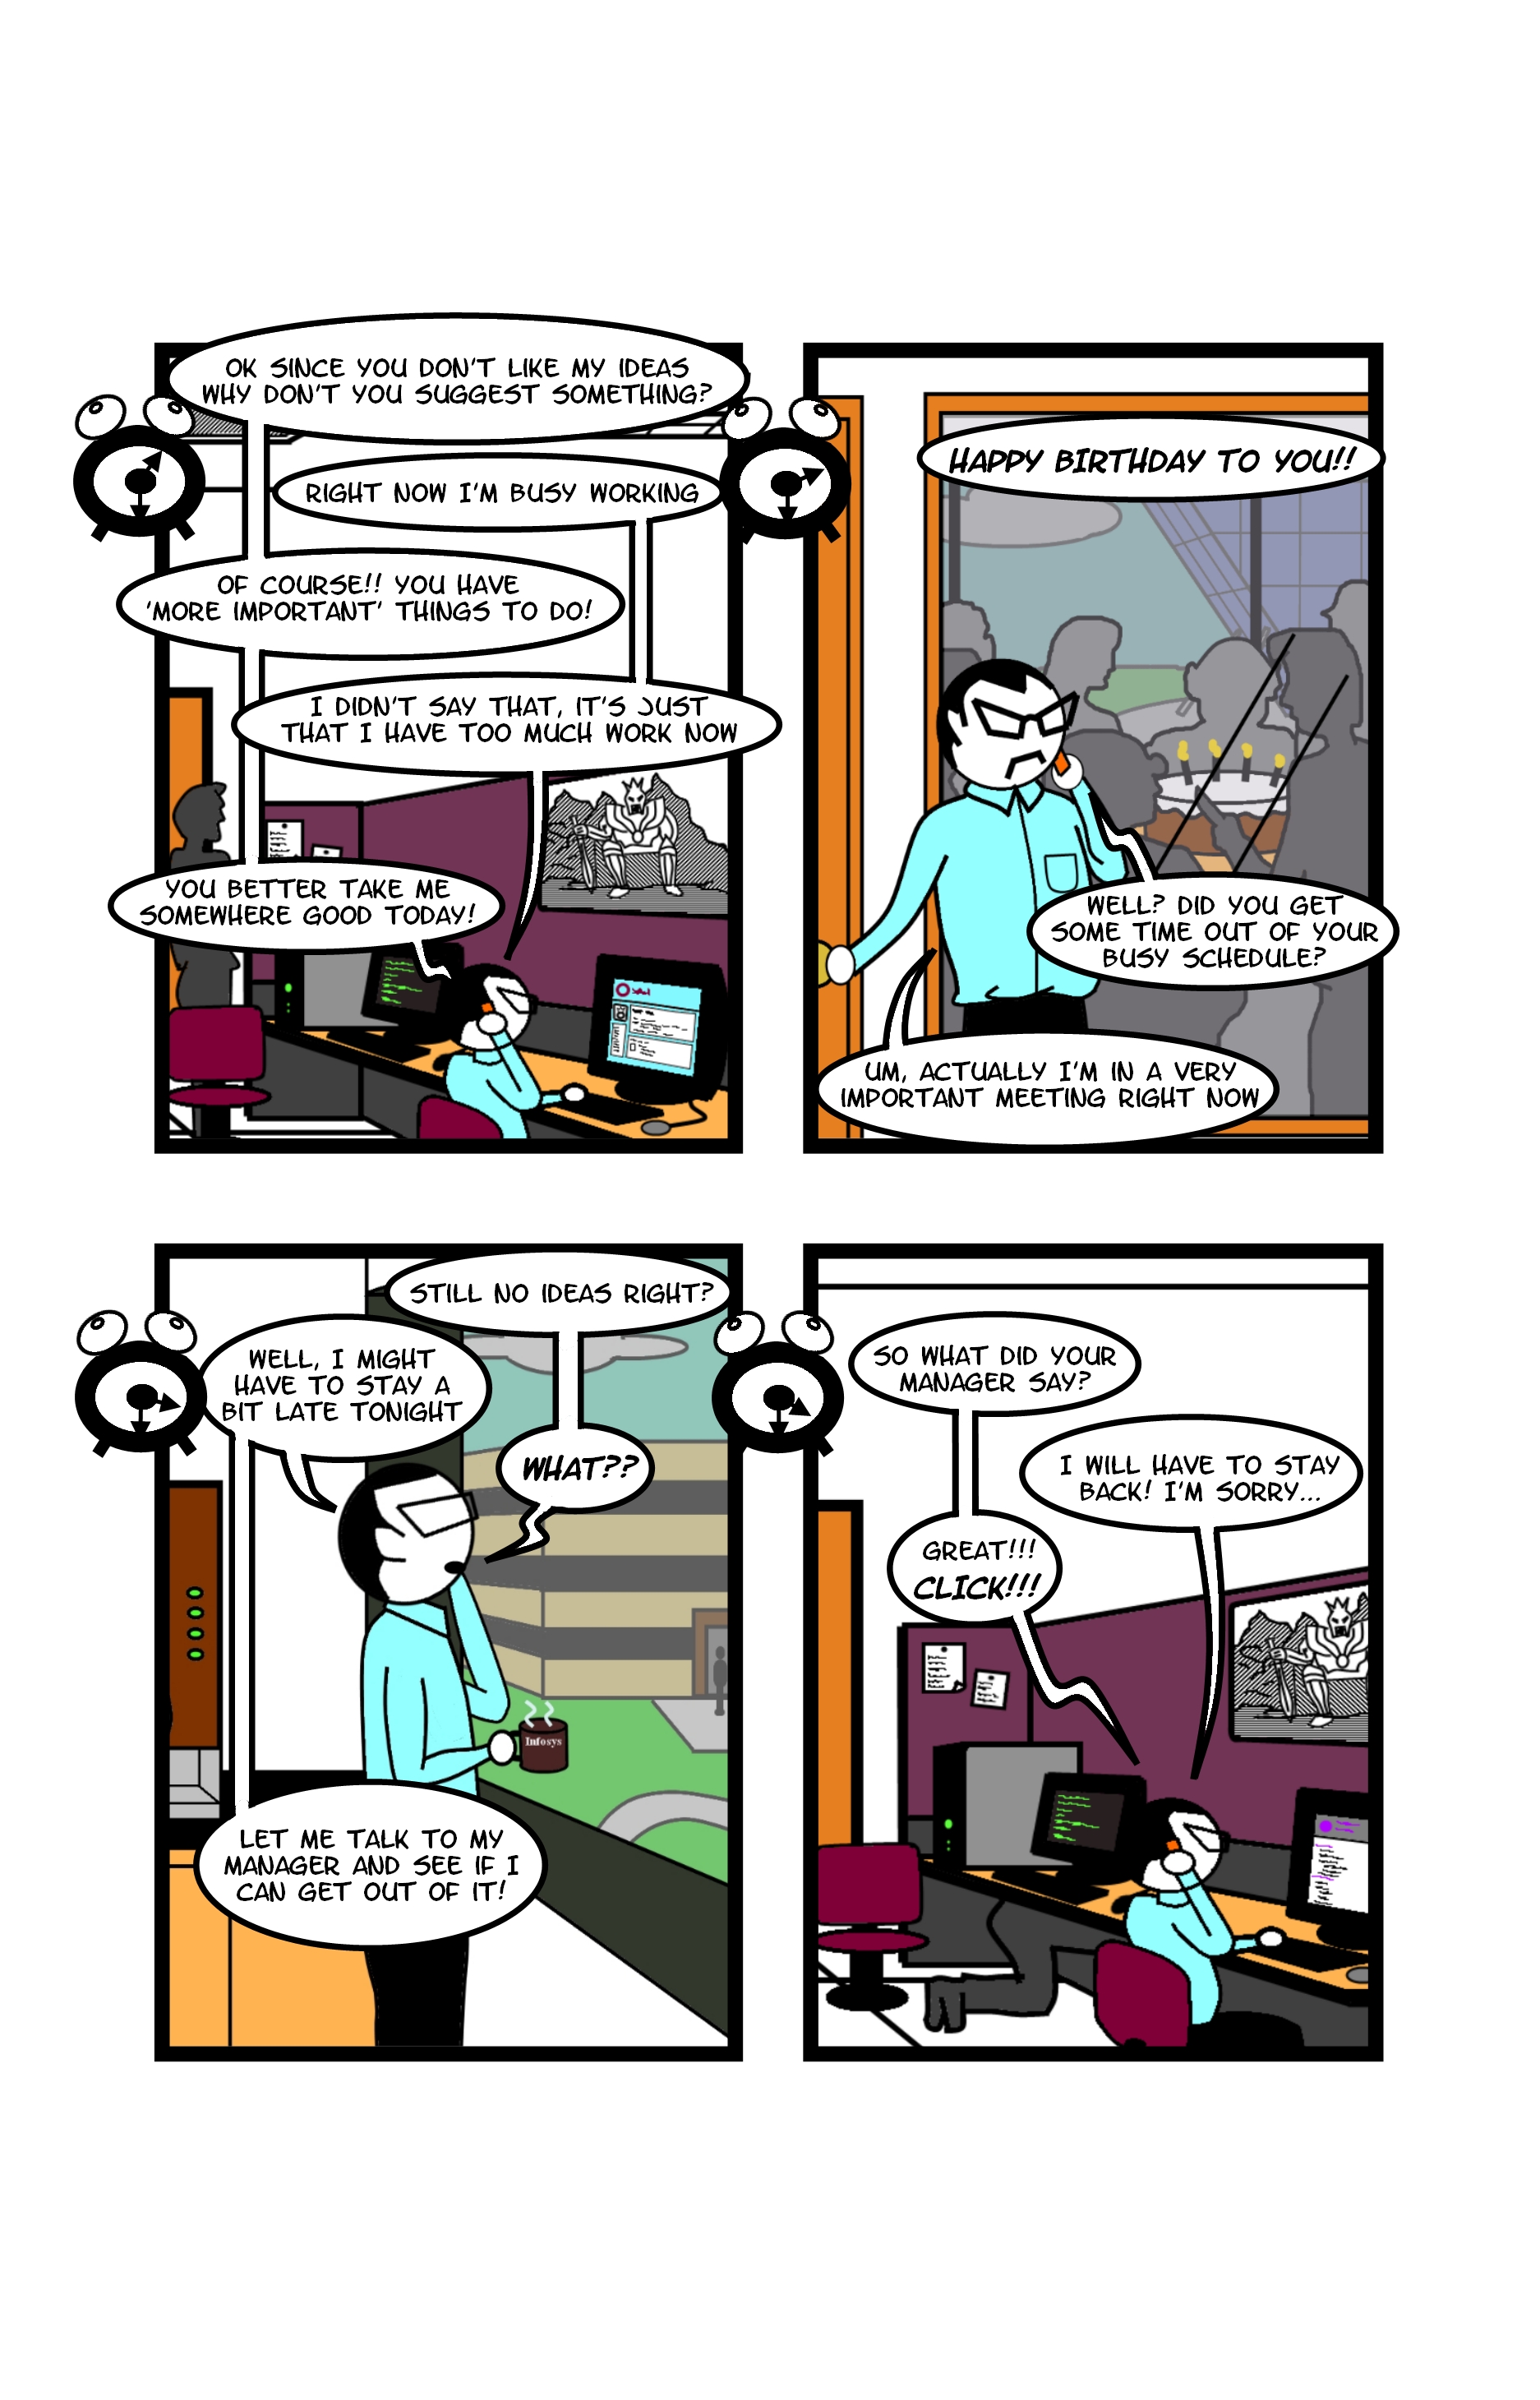 OK SINCE YOU DON'T LIKE MY IDEAS
WHY DON'T YOU SUGGEST SOMETHING?
RIGHT NOW I'M BUSY WORKING
OF COURSE!! YOU HAVE
'MORE IMPORTANT' THINGS TO DO!
I DIDN'T SAY THAT, IT'S JUST
THAT I HAVE TOO MUCH WORK NOW
YOU BETTER TAKE ME
SOMEWHERE GOOD TODAY!
HAPPY BIRTHDAY TO YOU!!
WELL? DID YOU GET
SOME TIME OUT OF YOUR
BUSY SCHEDULE?
UM, ACTUALLY I'M IN A VERY
IMPORTANT MEETING RIGHT NOW
STILL NO IDEAS RIGHT?
WELL, I MIGHT
HAVE TO STAY A
BIT LATE TONIGHT
WHAT??
Infosys
LET ME TALK TO MY
MANAGER AND SEE IF I
CAN GET OUT OF IT!
SO WHAT DID YOUR
MANAGER SAY?
I WILL HAVE TO STAY
BACK! I'M SORRY...
GREAT!!!
CLICK!!!